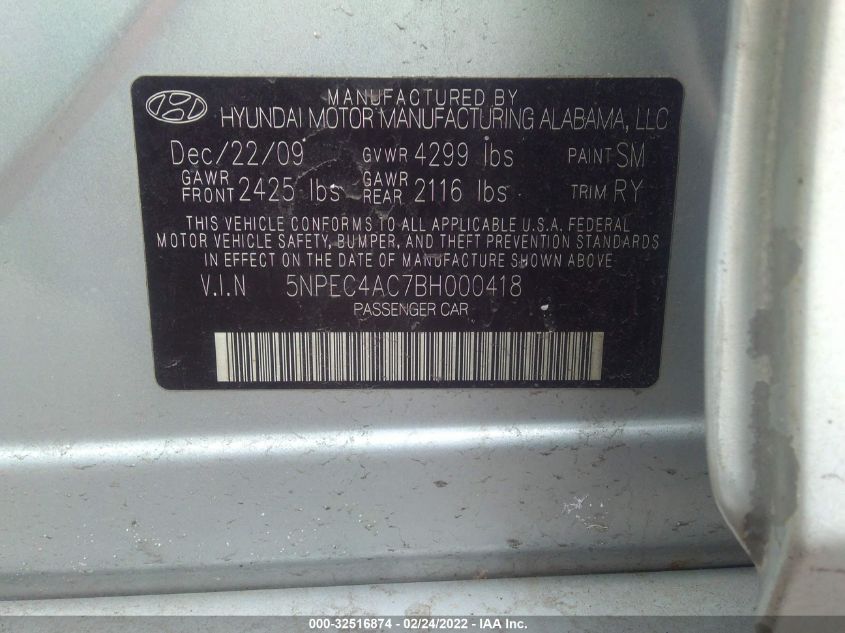 MANUFACTURED BY
HYUNDAI MOTOR MANUFACTURING ALABAMA, LLC
Dec/22/09 GVWR 4299 lbs PAINT SM
GAWR FRONT 2425 lbs GAWR REAR 2116 lbs TRIM RY
THIS VEHICLE CONFORMS TO ALL APPLICABLE U.S.A. FEDERAL
MOTOR VEHICLE SAFETY, BUMPER, AND THEFT PREVENTION STANDARDS
IN EFFECT ON THE DATE OF MANUFACTURE SHOWN ABOVE
V.I.N 5NPEC4AC7BH000418
PASSENGER CAR
000-32516874 - 02/24/2022 - IAA Inc.